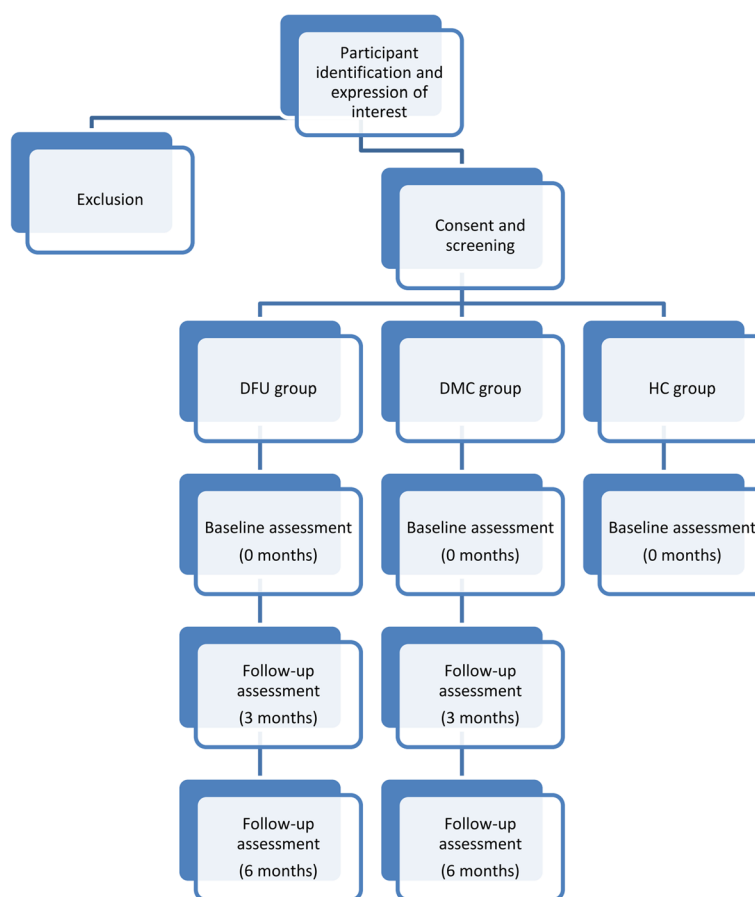 Participant
identification and
expression of
interest
Exclusion
Consent and
screening
DFU group
DMC group
HC group
Baseline assessment
(0 months)
Baseline assessment
(0 months)
Baseline assessment
(0 months)
Follow-up
assessment
(3 months)
Follow-up
assessment
(3 months)
Follow-up
assessment
(6 months)
Follow-up
assessment
(6 months)